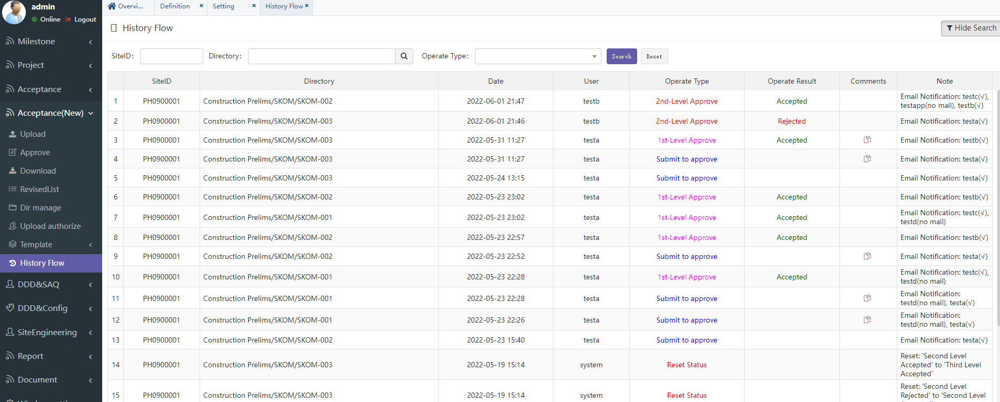 admin
Online Logout
Milestone
Project
Acceptance
Acceptance(New)
Upload
Approve
Download
RevisedList
Dir manage
Upload authorize
Template
History Flow
DDD&SAQ
DDD&Config
SiteEngineering
Report
Document
Overvi... Definition × Setting × History Flow ×
History Flow
Hide Search
SiteID: Directory: Operate Type: Search Reset
SiteID Directory Date User Operate Type Operate Result Comments Note
1 PH0900001 Construction Prelims/SKOM/SKOM-002 2022-06-01 21:47 testb 2nd-Level Approve Accepted Email Notification: testc(√),
testapp(no mail), testb(√)
2 PH0900001 Construction Prelims/SKOM/SKOM-003 2022-06-01 21:46 testb 2nd-Level Approve Rejected Email Notification: testa(√)
3 PH0900001 Construction Prelims/SKOM/SKOM-003 2022-05-31 11:27 testa 1st-Level Approve Accepted Email Notification: testb(√)
4 PH0900001 Construction Prelims/SKOM/SKOM-003 2022-05-31 11:27 testa Submit to approve Email Notification: testa(√)
5 PH0900001 Construction Prelims/SKOM/SKOM-003 2022-05-24 13:15 testa Submit to approve Email Notification: testa(√)
6 PH0900001 Construction Prelims/SKOM/SKOM-002 2022-05-23 23:02 testa 1st-Level Approve Accepted Email Notification: testb(√)
7 PH0900001 Construction Prelims/SKOM/SKOM-001 2022-05-23 23:02 testa 1st-Level Approve Accepted Email Notification: testc(√),
testd(no mail)
8 PH0900001 Construction Prelims/SKOM/SKOM-002 2022-05-23 22:57 testa 1st-Level Approve Accepted Email Notification: testb(√)
9 PH0900001 Construction Prelims/SKOM/SKOM-002 2022-05-23 22:52 testa Submit to approve Email Notification: testa(√)
10 PH0900001 Construction Prelims/SKOM/SKOM-001 2022-05-23 22:28 testa 1st-Level Approve Accepted Email Notification: testc(√),
testd(no mail)
11 PH0900001 Construction Prelims/SKOM/SKOM-001 2022-05-23 22:28 testa Submit to approve Email Notification:
testd(no mail), testa(√)
12 PH0900001 Construction Prelims/SKOM/SKOM-001 2022-05-23 22:26 testa Submit to approve Email Notification:
testd(no mail), testa(√)
13 PH0900001 Construction Prelims/SKOM/SKOM-002 2022-05-23 15:40 testa Submit to approve Email Notification: testa(√)
14 PH0900001 Construction Prelims/SKOM/SKOM-003 2022-05-19 15:14 system Reset Status Reset: 'Second Level
Accepted' to 'Third Level
Accepted'
15 PH0900001 Construction Prelims/SKOM/SKOM-003 2022-05-19 15:14 system Reset Status Reset: 'Second Level
Rejected' to 'Second Level